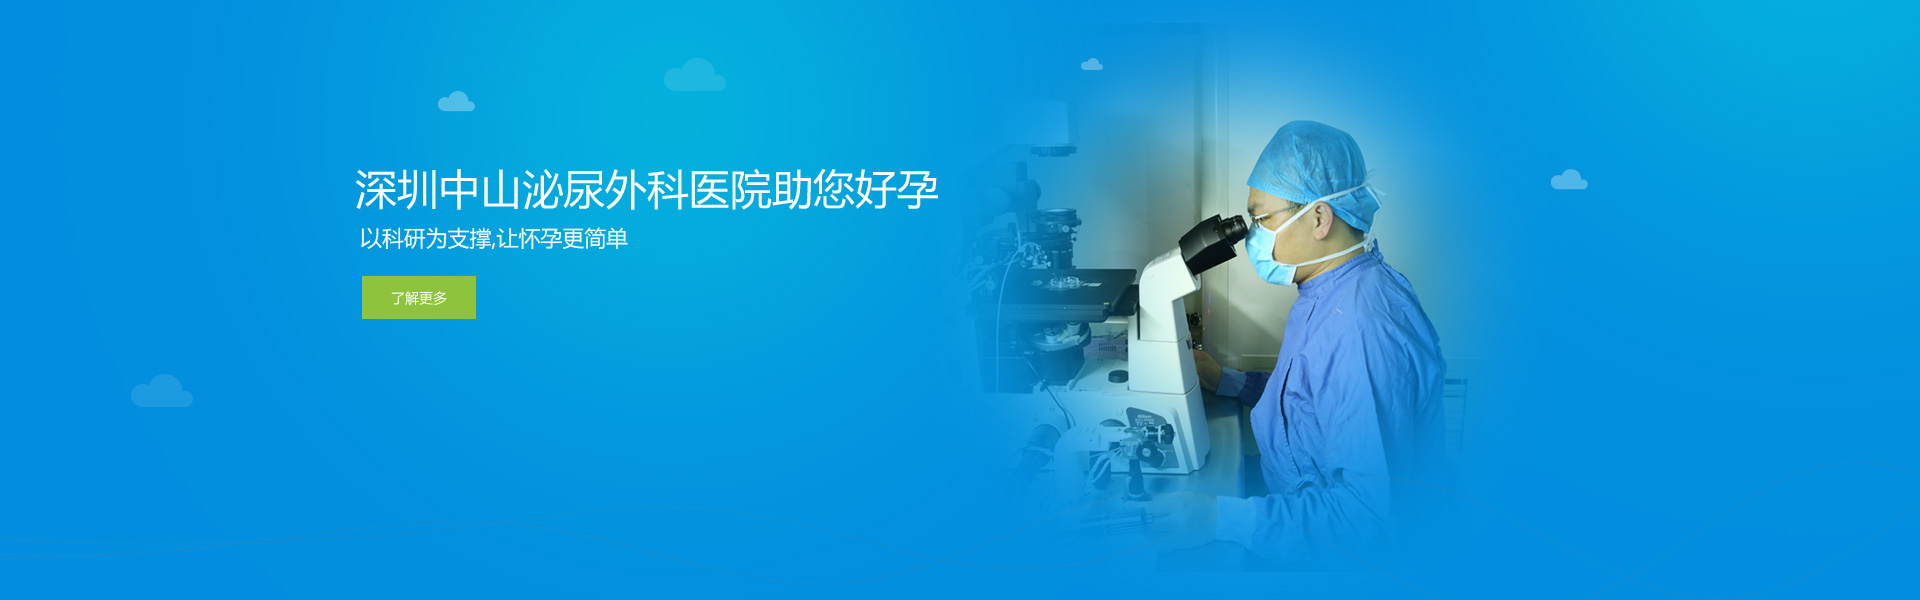 深圳中山泌尿外科医院助您好孕
以科研为支撑,让怀孕更简单
了解更多